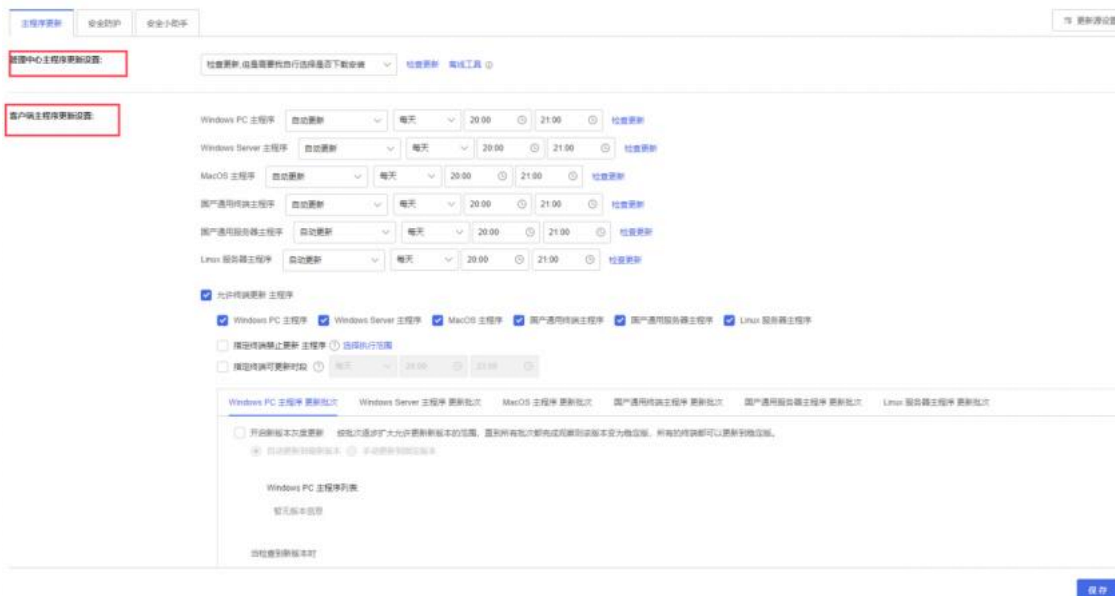 主程序更新 安全防护 安全小助手 更新源设置
管理中心主程序更新设置: 检查更新,但是需要我自行选择是否下载安装 检查更新 离线工具
客户端主程序更新设置:
Windows PC 主程序 自动更新 每天 20:00 21:00 检查更新
Windows Server 主程序 自动更新 每天 20:00 21:00 检查更新
MacOS 主程序 自动更新 每天 20:00 21:00 检查更新
国产通用终端主程序 自动更新 每天 20:00 21:00 检查更新
国产通用服务器主程序 自动更新 每天 20:00 21:00 检查更新
Linux 服务器主程序 自动更新 每天 20:00 21:00 检查更新
允许终端更新 主程序
Windows PC 主程序 Windows Server 主程序 MacOS 主程序 国产通用终端主程序 国产通用服务器主程序 Linux 服务器主程序
指定终端禁止更新 主程序 选择执行范围
指定终端可更新时段 每天 20:00 23:00
Windows PC 主程序 更新批次 Windows Server 主程序 更新批次 MacOS 主程序 更新批次 国产通用终端主程序 更新批次 国产通用服务器主程序 更新批次 Linux 服务器主程序 更新批次
开启新版本灰度更新 按批次逐步扩大允许更新新版本的范围,直到所有批次都完成观察则该版本变为稳定版,所有的终端都可以更新到稳定版。
自动更新到最新版本 手动更新到指定版本
Windows PC 主程序列表
暂无版本信息
当检查到新版本时
保存